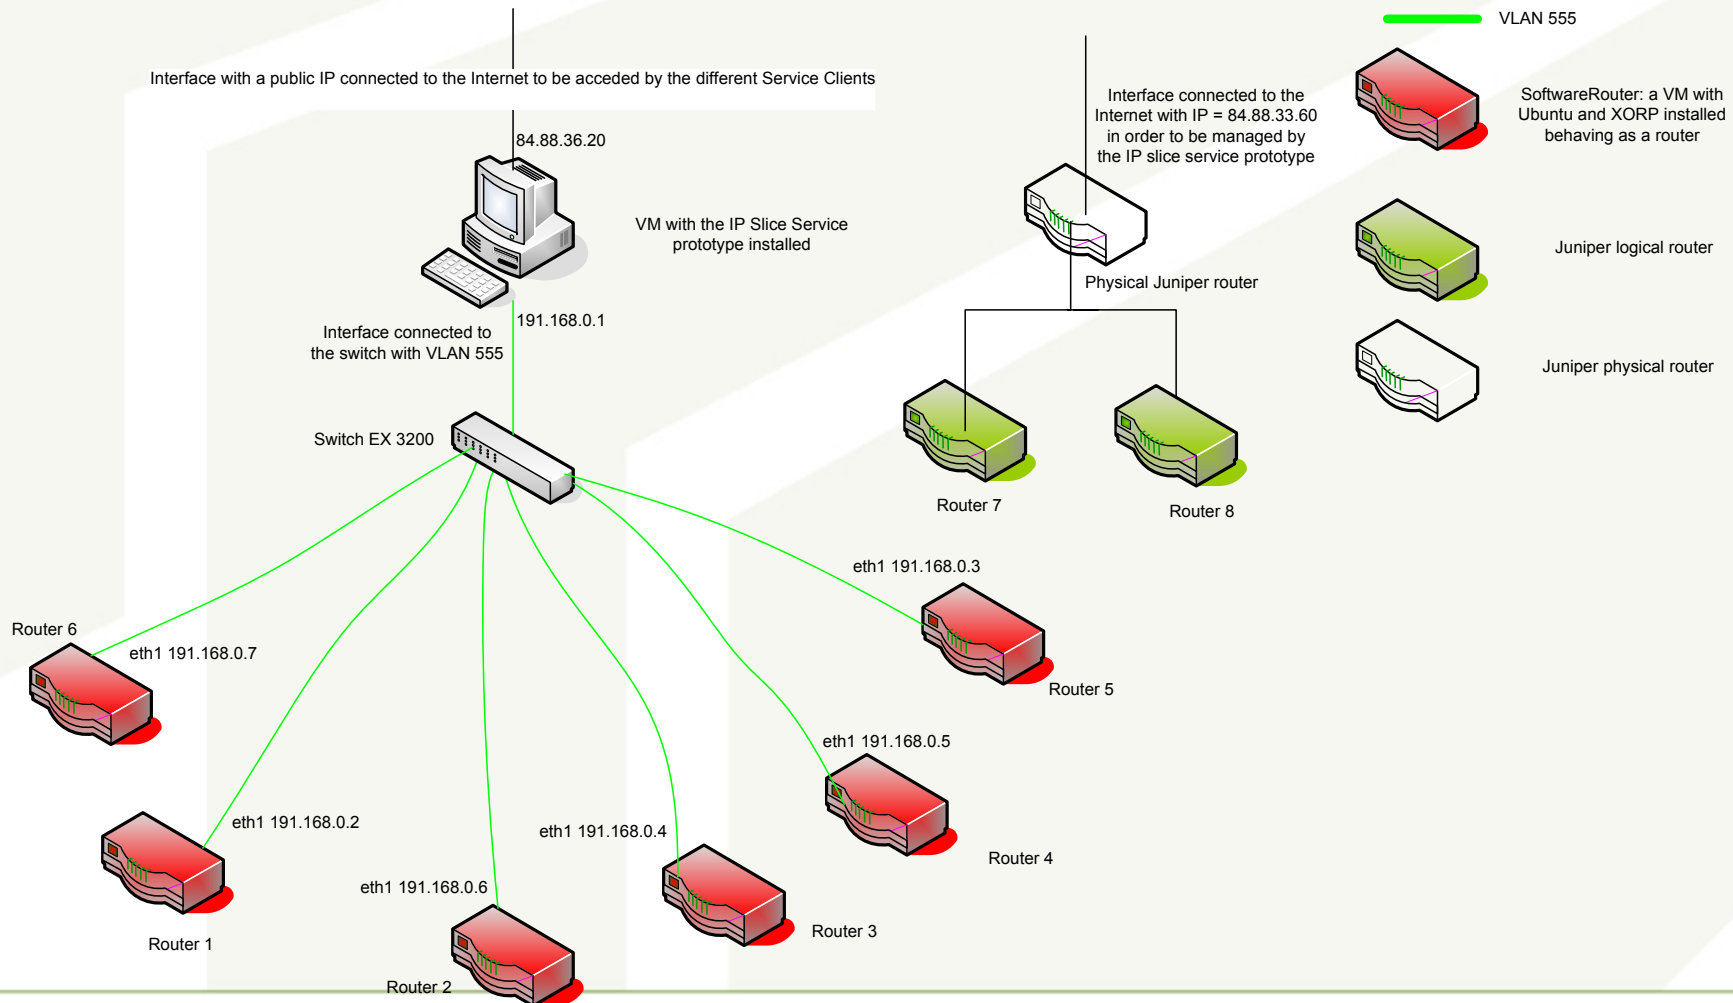 VLAN 555
Interface with a public IP connected to the Internet to be acceded by the different Service Clients
Interface connected to the
Internet with IP = 84.88.33.60
in order to be managed by
the IP slice service prototype
SoftwareRouter: a VM with
Ubuntu and XORP installed
behaving as a router
84.88.36.20
VM with the IP Slice Service
prototype installed
Juniper logical router
Physical Juniper router
191.168.0.1
Interface connected to
the switch with VLAN 555
Juniper physical router
Switch EX 3200
Router 7
Router 8
eth1 191.168.0.3
Router 6
eth1 191.168.0.7
Router 5
eth1 191.168.0.5
eth1 191.168.0.2
eth1 191.168.0.4
Router 4
eth1 191.168.0.6
Router 3
Router 1
Router 2